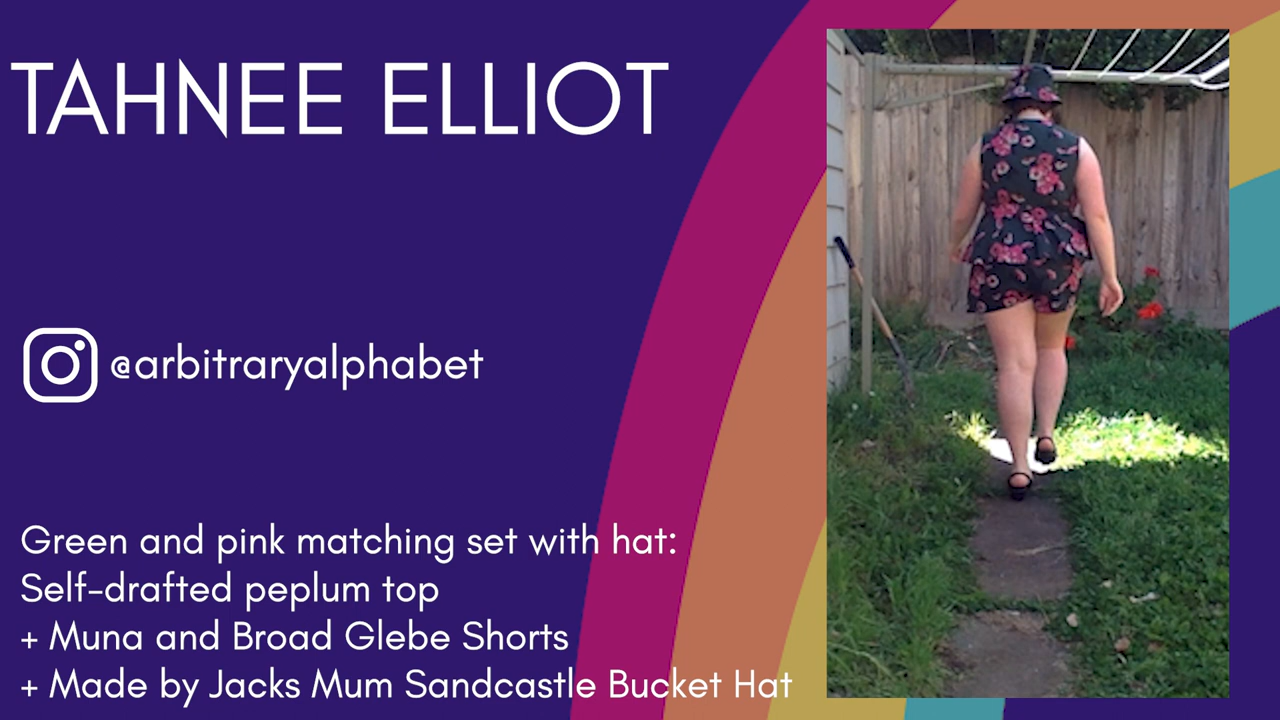 TAHNEE ELLIOT
@arbitraryalphabet
Green and pink matching set with hat:
Self-drafted peplum top
+ Muna and Broad Glebe Shorts
+ Made by Jacks Mum Sandcastle Bucket Hat